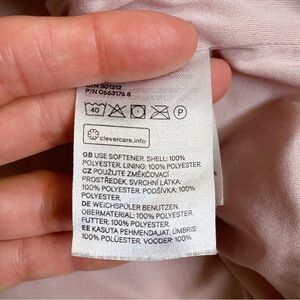 P/N 0663176 8
40
P
clevercare.info
GB USE SOFTENER. SHELL: 100%
POLYESTER. LINING: 100% POLYESTER.
CZ POUŽIJTE ZMĚKČOVACÍ
PROSTŘEDEK. SVRCHNÍ LÁTKA:
100% POLYESTER. PODŠÍVKA: 100%
POLYESTER.
DE WEICHSPÜLER BENUTZEN.
OBERMATERIAL: 100% POLYESTER.
FUTTER: 100% POLYESTER.
EE KASUTA PEHMENDAJAT. ÜMBRIS:
100% POLÜESTER. VOODER: 100%